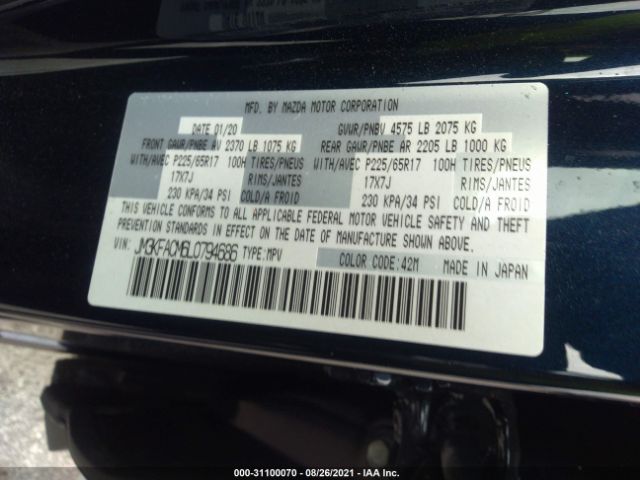 MFD. BY MAZDA MOTOR CORPORATION
DATE 01/20 GVWR/PNBV 4575 LB 2075 KG
FRONT GAWR/PNBE AV 2370 LB 1075 KG REAR GAWR/PNBE AR 2205 LB 1000 KG
WITH/AVEC P225/65R17 100H TIRES/PNEUS WITH/AVEC P225/65R17 100H TIRES/PNEUS
17X7J RIMS/JANTES 17X7J RIMS/JANTES
230 KPA/34 PSI COLD/A FROID 230 KPA/34 PSI COLD/A FROID
THIS VEHICLE CONFORMS TO ALL APPLICABLE FEDERAL MOTOR VEHICLE SAFETY AND THEFT
PREVENTION STANDARDS IN EFFECT ON THE DATE OF MANUFACTURE SHOWN ABOVE.
VIN: JM3KFACM6L0794686 TYPE:MPV COLOR CODE:42M MADE IN JAPAN
000-31100070 - 08/26/2021 - IAA Inc.